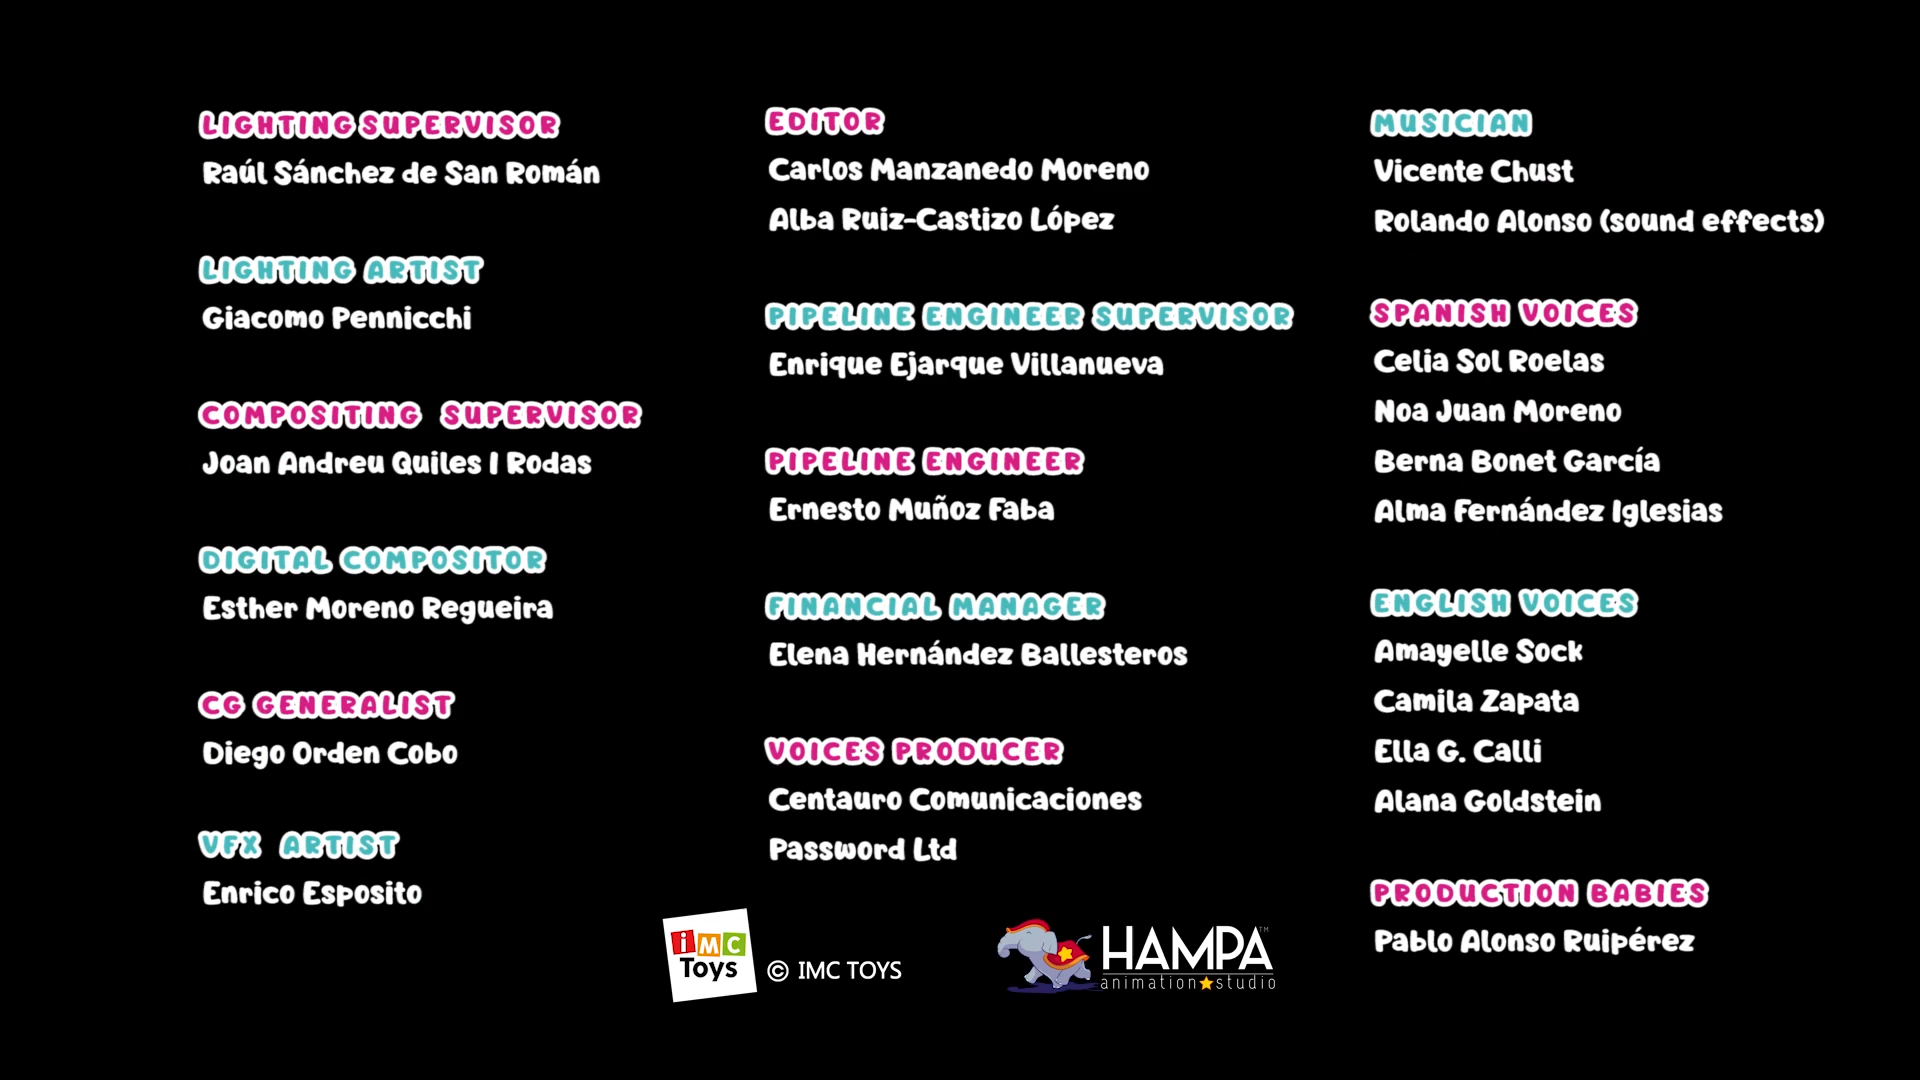 LIGHTING SUPERVISOR
Raúl Sánchez de San Román
LIGHTING ARTIST
Giacomo Pennicchi
COMPOSITING SUPERVISOR
Joan Andreu Quiles I Rodas
DIGITAL COMPOSITOR
Esther Moreno Regueira
CG GENERALIST
Diego Orden Cobo
VFX ARTIST
Enrico Esposito
EDITOR
Carlos Manzanedo Moreno
Alba Ruiz-Castizo López
PIPELINE ENGINEER SUPERVISOR
Enrique Ejarque Villanueva
PIPELINE ENGINEER
Ernesto Muñoz Faba
FINANCIAL MANAGER
Elena Hernández Ballesteros
VOICES PRODUCER
Centauro Comunicaciones
Password Ltd
MUSICIAN
Vicente Chust
Rolando Alonso (sound effects)
SPANISH VOICES
Celia Sol Roelas
Noa Juan Moreno
Berna Bonet García
Alma Fernández Iglesias
ENGLISH VOICES
Amayelle Sock
Camila Zapata
Ella G. Calli
Alana Goldstein
PRODUCTION BABIES
Pablo Alonso Ruipérez
iMC
Toys
© IMC TOYS
HAMPA™
animation studio